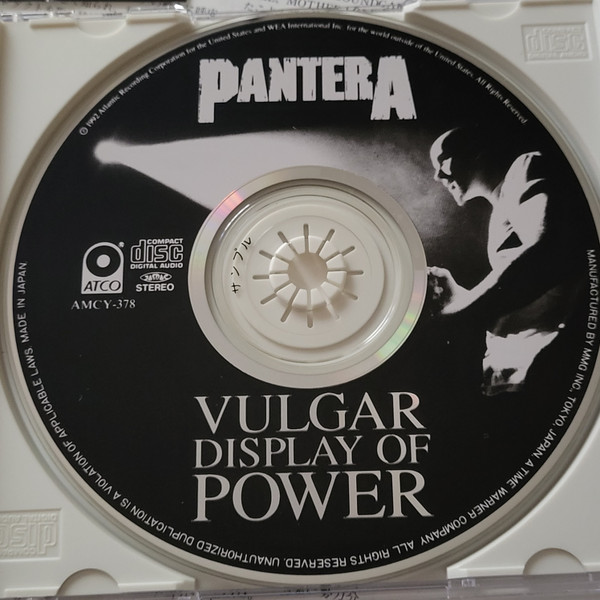 PANTERA
℗1992 Atlantic Recording Corporation for the United States and WEA International Inc. for the world outside of the United States. All Rights Reserved.
ATCO
COMPACT
disc
DIGITAL AUDIO
STEREO
AMCY-378
サンプル
VULGAR
DISPLAY OF
POWER
MANUFACTURED BY MMG INC., TOKYO, JAPAN. A TIME WARNER COMPANY. ALL RIGHTS RESERVED. UNAUTHORIZED DUPLICATION IS A VIOLATION OF APPLICABLE LAWS MADE IN JAPAN
disc
disc